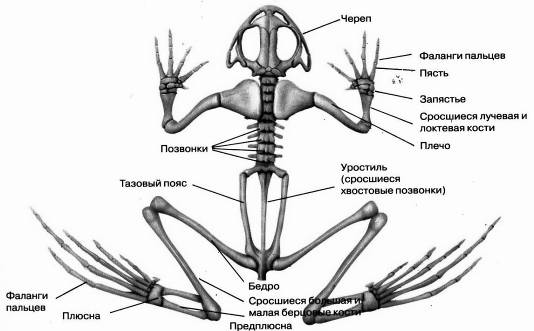 Череп
Фаланги пальцев
Пясть
Запястье
Сросшиеся лучевая и
локтевая кости
Плечо
Позвонки
Уростиль
(сросшиеся
хвостовые позвонки)
Тазовый пояс
Бедро
Сросшиеся большая и
малая берцовые кости
Фаланги
пальцев
Плюсна
Предплюсна